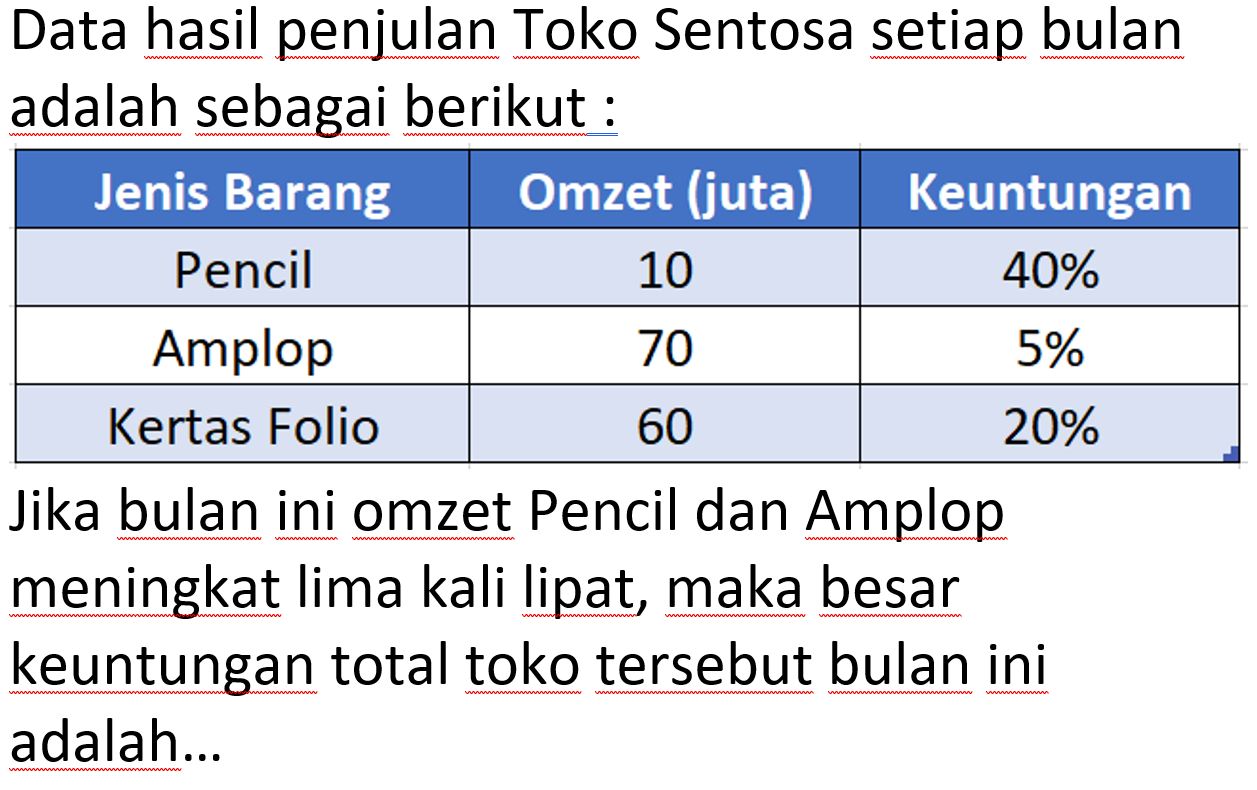 Data hasil penjulan Toko Sentosa setiap bulan
adalah sebagai berikut :
Jenis Barang Omzet (juta) Keuntungan
Pencil 10 40%
Amplop 70 5%
Kertas Folio 60 20%
Jika bulan ini omzet Pencil dan Amplop
meningkat lima kali lipat, maka besar
keuntungan total toko tersebut bulan ini
adalah...